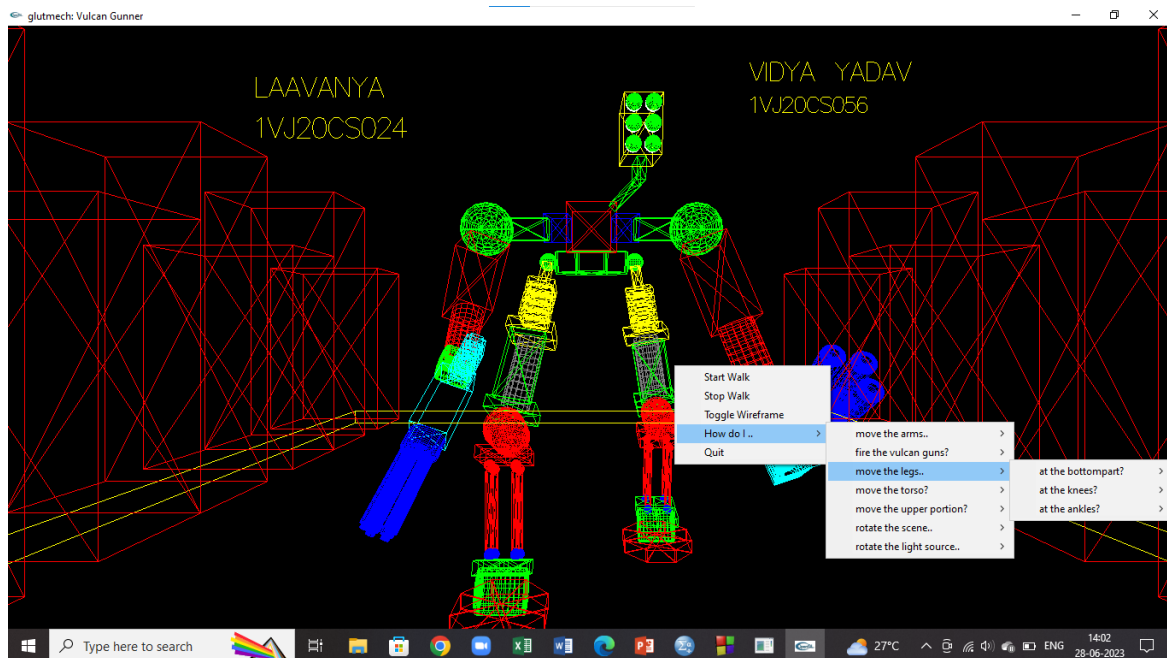 glutmech: Vulcan Gunner
LAAVANYA
1VJ20CS024
VIDYA YADAV
1VJ20CS056
Start Walk
Stop Walk
Toggle Wireframe
How do I ..
Quit
move the arms..
fire the vulcan guns?
move the legs..
move the torso?
move the upper portion?
rotate the scene..
rotate the light source..
at the bottompart?
at the knees?
at the ankles?
Type here to search
27°C
ENG
14:02
28-06-2023